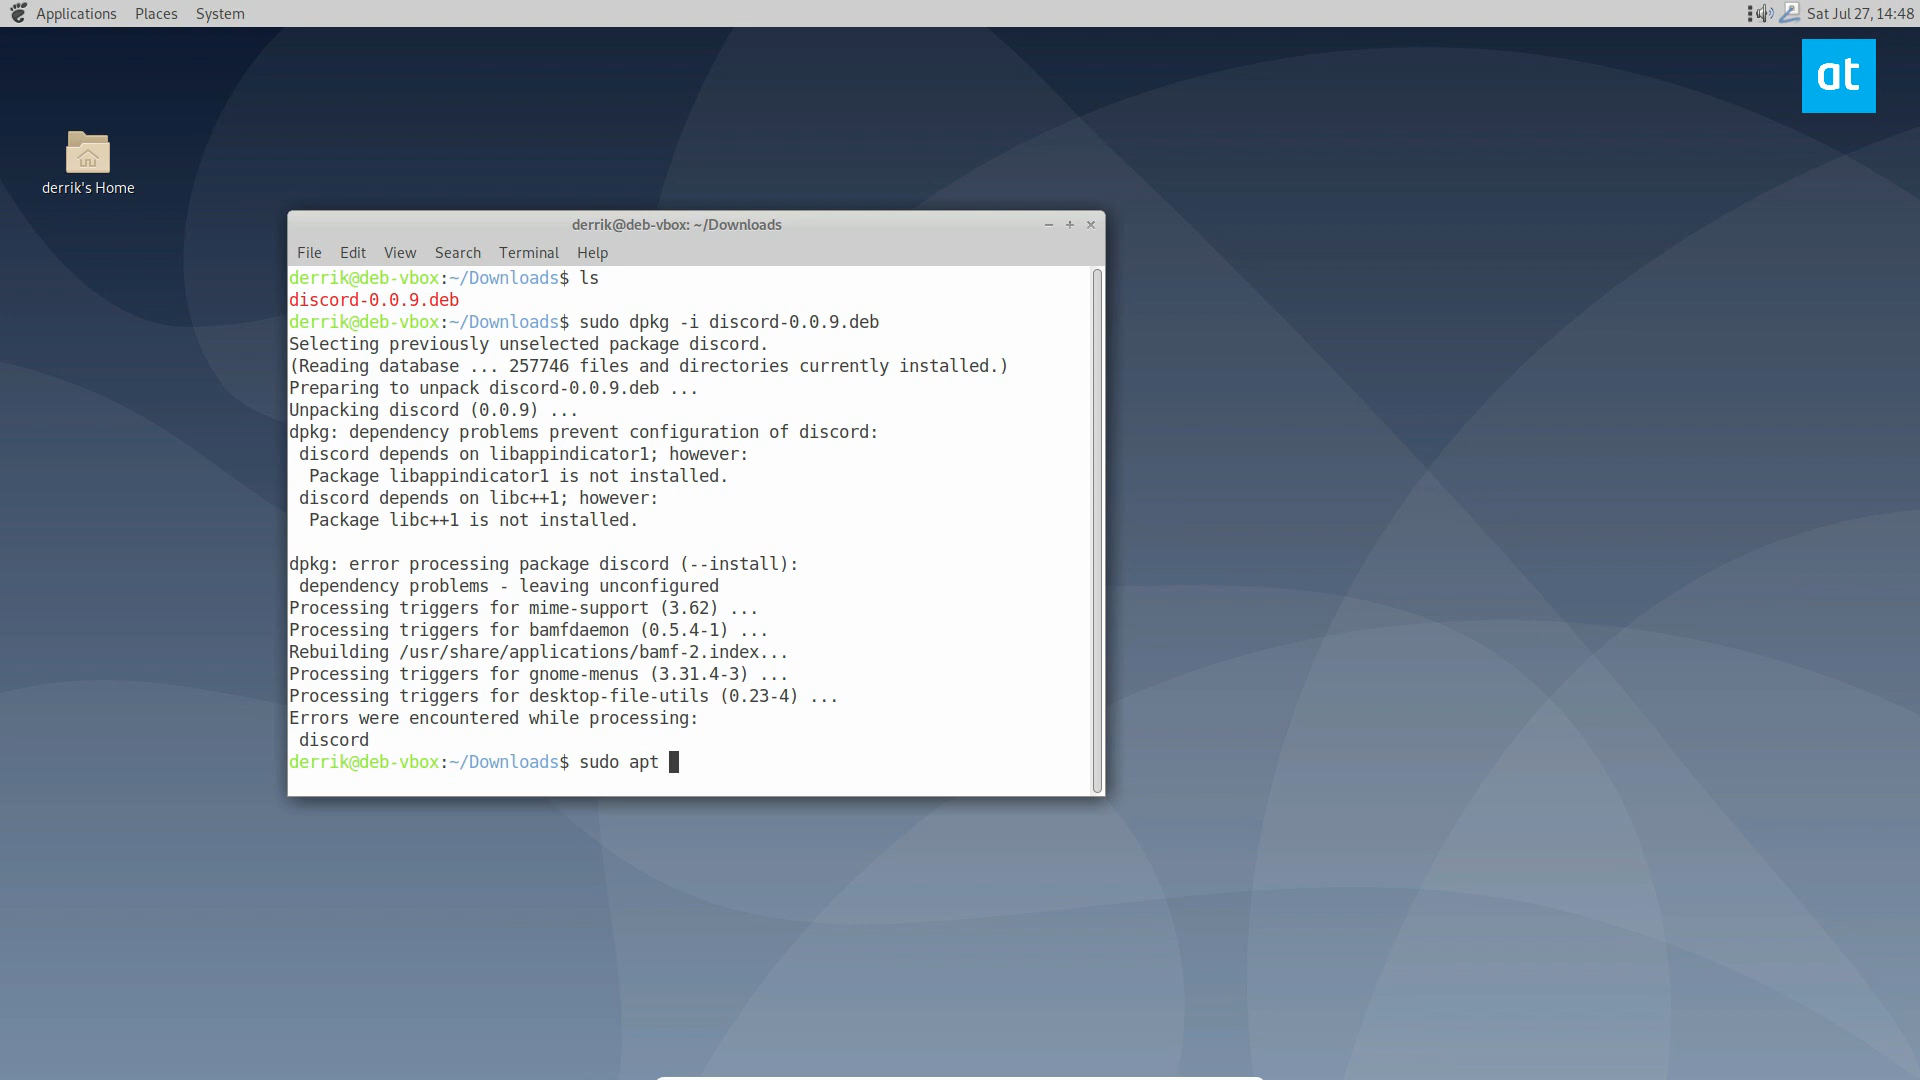 Applications Places System
Sat Jul 27, 14:48
at
derrik's Home
derrik@deb-vbox: ~/Downloads
File Edit View Search Terminal Help
derrik@deb-vbox:~/Downloads$ ls
discord-0.0.9.deb
derrik@deb-vbox:~/Downloads$ sudo dpkg -i discord-0.0.9.deb
Selecting previously unselected package discord.
(Reading database ... 257746 files and directories currently installed.)
Preparing to unpack discord-0.0.9.deb ...
Unpacking discord (0.0.9) ...
dpkg: dependency problems prevent configuration of discord:
 discord depends on libappindicator1; however:
  Package libappindicator1 is not installed.
 discord depends on libc++1; however:
  Package libc++1 is not installed.

dpkg: error processing package discord (--install):
 dependency problems - leaving unconfigured
Processing triggers for mime-support (3.62) ...
Processing triggers for bamfdaemon (0.5.4-1) ...
Rebuilding /usr/share/applications/bamf-2.index...
Processing triggers for gnome-menus (3.31.4-3) ...
Processing triggers for desktop-file-utils (0.23-4) ...
Errors were encountered while processing:
 discord
derrik@deb-vbox:~/Downloads$ sudo apt